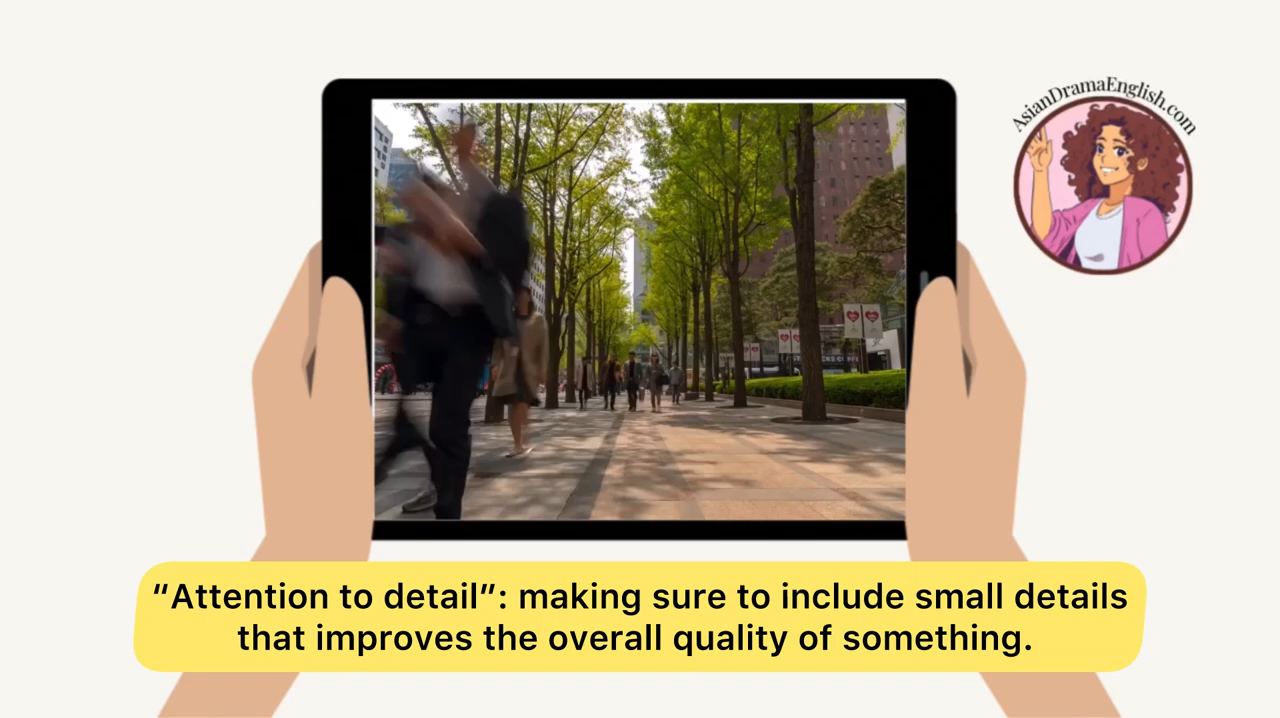 AsianDramaEnglish.com
“Attention to detail”: making sure to include small details
that improves the overall quality of something.